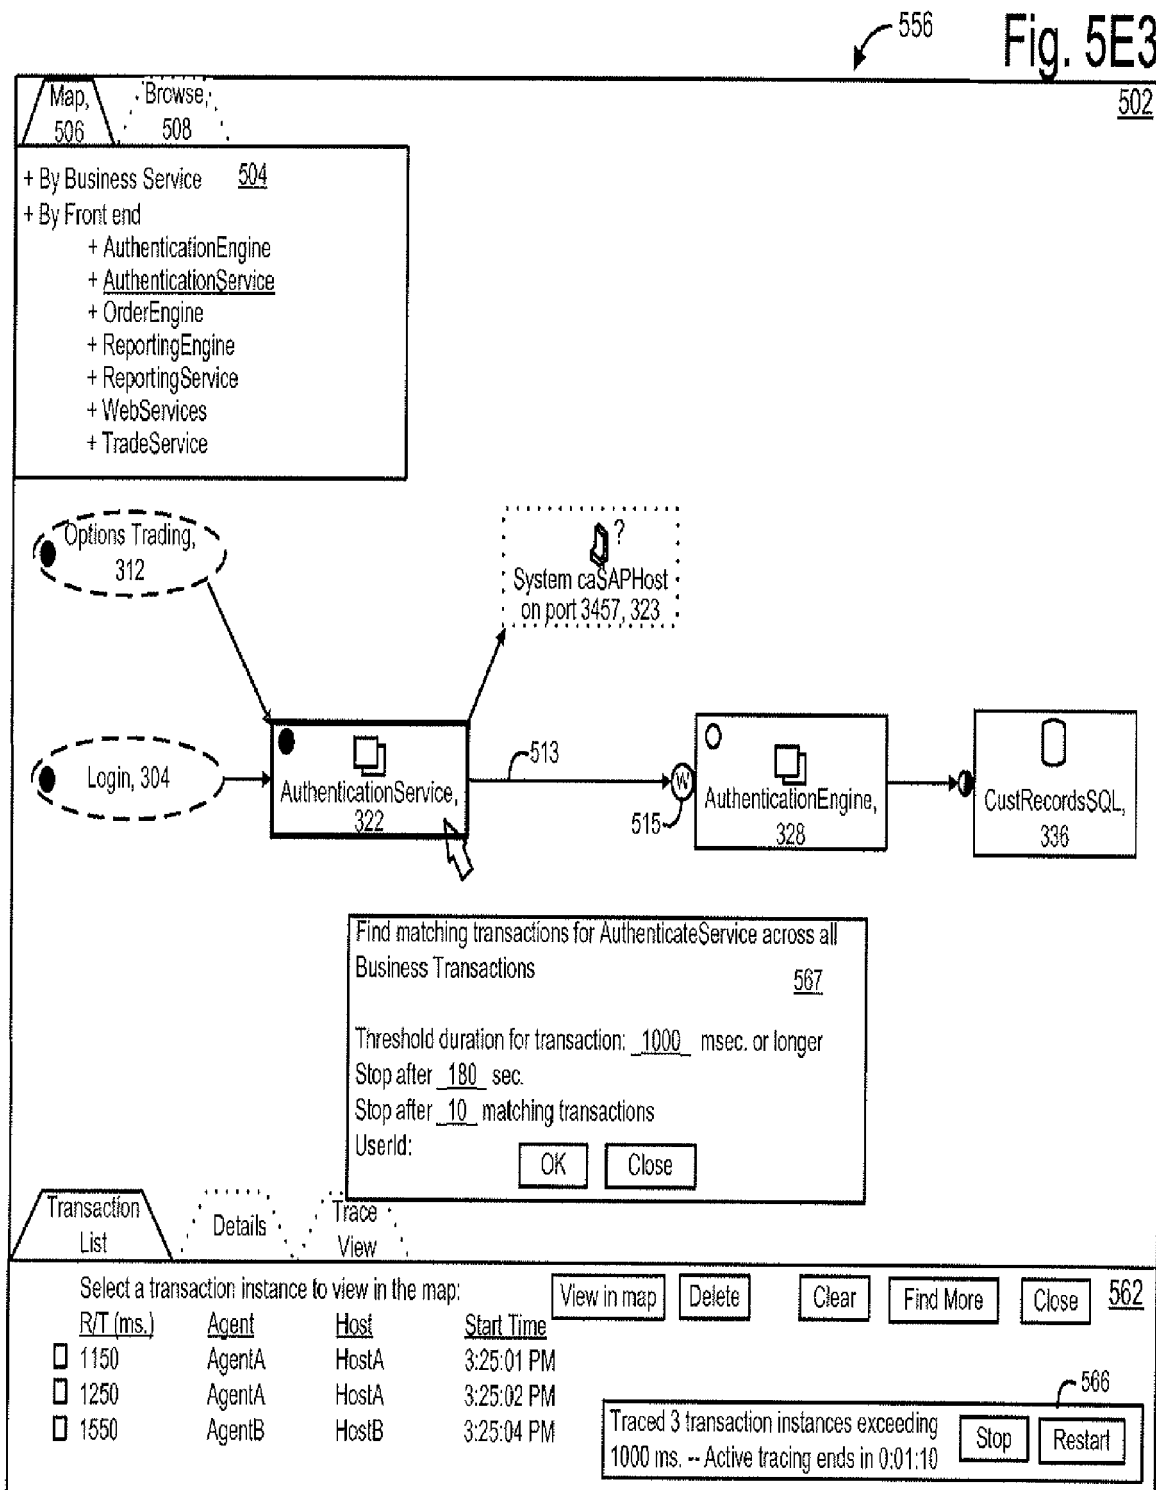 556
Fig. 5E3
502
Map,
506
Browse,
508
+ By Business Service 504
+ By Front end
+ AuthenticationEngine
+ AuthenticationService
+ OrderEngine
+ ReportingEngine
+ ReportingService
+ WebServices
+ TradeService
Options Trading,
312
?
System caSAPHost
on port 3457, 323
Login, 304
AuthenticationService,
322
513
W
515
AuthenticationEngine,
328
CustRecordsSQL,
336
Find matching transactions for AuthenticateService across all
Business Transactions
567
Threshold duration for transaction: _1000_ msec. or longer
Stop after _180_ sec.
Stop after _10_ matching transactions
UserId:
OK
Close
Transaction
List
Details
Trace
View
Select a transaction instance to view in the map:
View in map
Delete
Clear
Find More
Close
562
R/T (ms.) Agent Host Start Time
1150 AgentA HostA 3:25:01 PM
1250 AgentA HostA 3:25:02 PM
1550 AgentB HostB 3:25:04 PM
566
Traced 3 transaction instances exceeding
1000 ms. -- Active tracing ends in 0:01:10
Stop
Restart